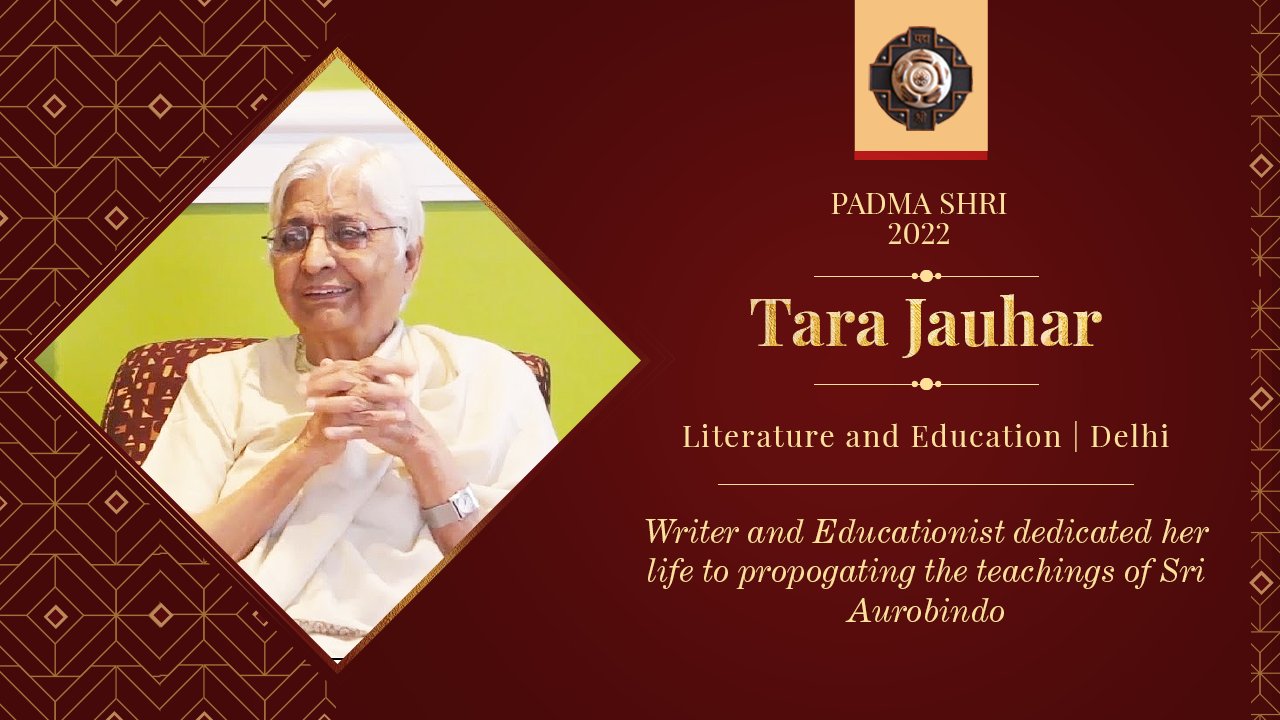 पद्म
श्री
PADMA SHRI
2022
Tara Jauhar
Literature and Education | Delhi
Writer and Educationist dedicated her
life to propogating the teachings of Sri
Aurobindo